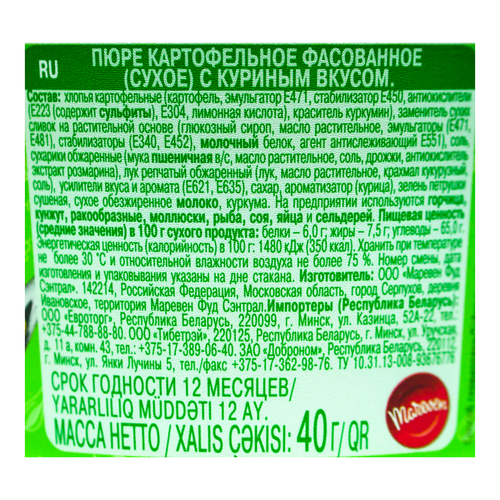 RU
ПЮРЕ КАРТОФЕЛЬНОЕ ФАСОВАННОЕ
(СУХОЕ) С КУРИНЫМ ВКУСОМ.
Состав: хлопья картофельные (картофель, эмульгатор Е471, стабилизатор Е450, антиокислители
(Е223 (содержит сульфиты), Е304, лимонная кислота), краситель куркумин), заменитель сухих
сливок на растительной основе (глюкозный сироп, масло растительное, эмульгаторы (Е471,
Е481), стабилизаторы (Е340, Е452), молочный белок, агент антислеживающий Е551), соль,
сухарики обжаренные (мука пшеничная в/с, масло растительное, соль, дрожжи, антиокислитель
экстракт розмарина), лук репчатый обжаренный (лук, масло растительное, крахмал кукурузный,
соль), усилители вкуса и аромата (Е621, Е635), сахар, ароматизатор (курица), зелень петрушки
сушеная, сухое обезжиренное молоко, куркума. На предприятии используются горчица,
кунжут, ракообразные, моллюски, рыба, соя, яйца и сельдерей. Пищевая ценность
(средние значения) в 100 г сухого продукта: белки – 6,0 г; жиры – 7,5 г; углеводы – 65,0 г.
Энергетическая ценность (калорийность) в 100 г: 1480 кДж (350 ккал). Хранить при температуре
не более 30 °С и относительной влажности воздуха не более 75 %. Номер смены, дата
изготовления и упаковывания указаны на дне стакана. Изготовитель: ООО «Маревен Фуд
Сэнтрал». 142214, Российская Федерация, Московская область, город Серпухов, деревня
Ивановское, территория Маревен Фуд Сэнтрал. Импортеры (Республика Беларусь):
ООО «Евроторг», Республика Беларусь, 220099, г. Минск, ул. Казинца, 52А-22, тел.
+375-44-788-88-80. ООО «Тибетрэй», 220125, Республика Беларусь, г. Минск, ул. Уручская,
д. 11 а, комн. 43, тел.: +375-17-389-06-40. ЗАО «Доброном», Республика Беларусь,
г. Минск, ул. Янки Лучины 5, тел./факс +375-17-362-98-76. ТУ 10.31.13-008-93676776
СРОК ГОДНОСТИ 12 МЕСЯЦЕВ/
YARARLILIQ MÜDDƏTİ 12 AY.
МАССА НЕТТО / XALIS ÇƏKISI: 40 Г/QR
Mareven